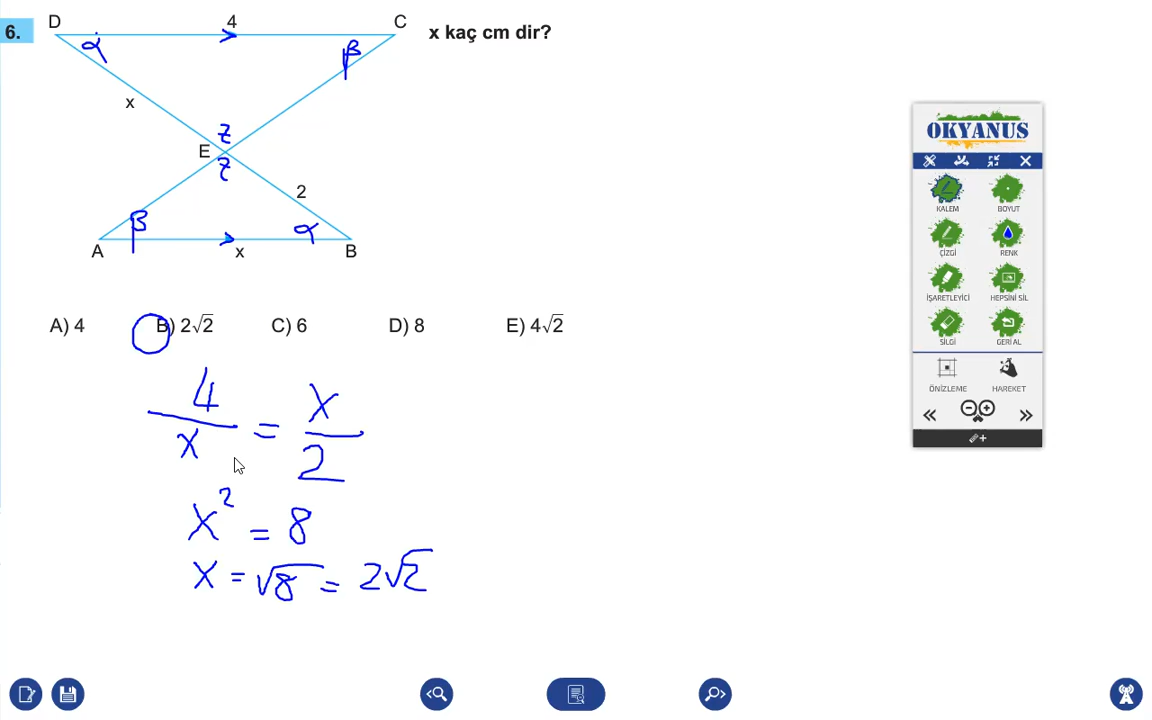 6.
D 4 C
x kaç cm dir?
α β
x
z
E
z
2
β α
A x B
A) 4 B) 2√2 C) 6 D) 8 E) 4√2
4/x = x/2
x² = 8
x = √8 = 2√2
OKYANUS
KALEM BOYUT
ÇİZGİ RENK
İŞARETLEYİCİ HEPSİNİ SİL
SİLGİ GERİ AL
ÖNİZLEME HAREKET